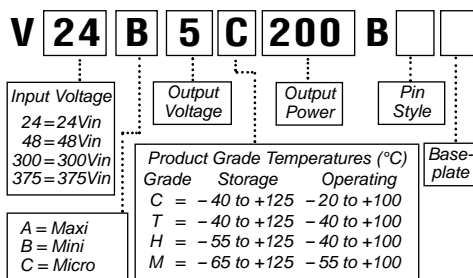 V 24 B 5 C 200 B
Input Voltage
24 = 24Vin
48 = 48Vin
300 = 300Vin
375 = 375Vin
Output
Voltage
Output
Power
Pin
Style
Base-
plate
A = Maxi
B = Mini
C = Micro
Product Grade Temperatures (°C)
Grade Storage Operating
C = – 40 to +125 –20 to +100
T = – 40 to +125 – 40 to +100
H = – 55 to +125 – 40 to +100
M = – 65 to +125 – 55 to +100